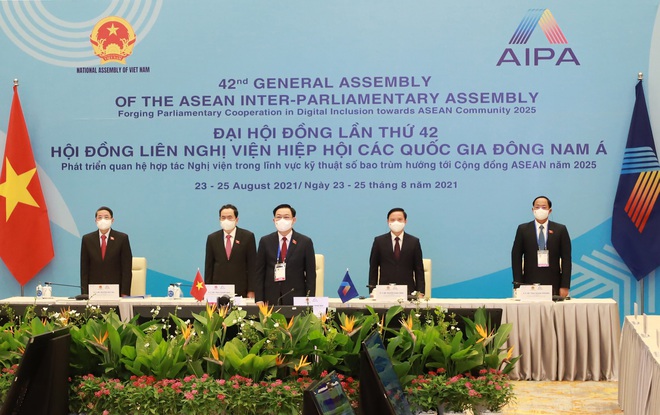 NATIONAL ASSEMBLY OF VIET NAM
AIPA
42nd GENERAL ASSEMBLY
OF THE ASEAN INTER-PARLIAMENTARY ASSEMBLY
Forging Parliamentary Cooperation in Digital Inclusion towards ASEAN Community 2025
ĐẠI HỘI ĐỒNG LẦN THỨ 42
HỘI ĐỒNG LIÊN NGHỊ VIỆN HIỆP HỘI CÁC QUỐC GIA ĐÔNG NAM Á
Phát triển quan hệ hợp tác Nghị viện trong lĩnh vực kỹ thuật số bao trùm hướng tới Cộng đồng ASEAN năm 2025
23 - 25 August 2021/ Ngày 23 - 25 tháng 8 năm 2021